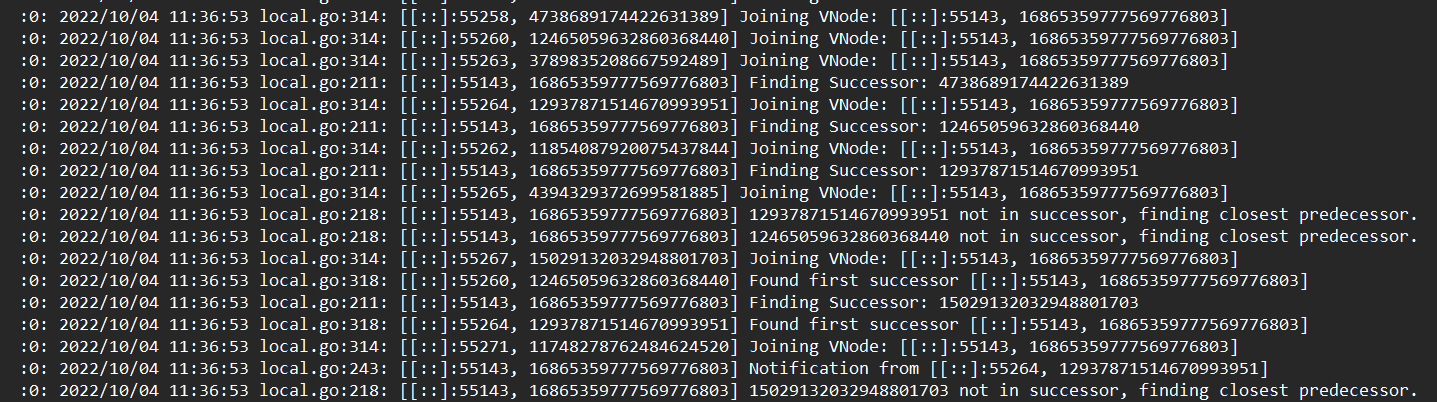 :0: 2022/10/04 11:36:53 local.go:314: [[::]:55258, 4738689174422631389] Joining VNode: [[::]:55143, 16865359777569776803]
:0: 2022/10/04 11:36:53 local.go:314: [[::]:55260, 12465059632860368440] Joining VNode: [[::]:55143, 16865359777569776803]
:0: 2022/10/04 11:36:53 local.go:314: [[::]:55263, 3789835208667592489] Joining VNode: [[::]:55143, 16865359777569776803]
:0: 2022/10/04 11:36:53 local.go:211: [[::]:55143, 16865359777569776803] Finding Successor: 4738689174422631389
:0: 2022/10/04 11:36:53 local.go:314: [[::]:55264, 12937871514670993951] Joining VNode: [[::]:55143, 16865359777569776803]
:0: 2022/10/04 11:36:53 local.go:211: [[::]:55143, 16865359777569776803] Finding Successor: 12465059632860368440
:0: 2022/10/04 11:36:53 local.go:314: [[::]:55262, 11854087920075437844] Joining VNode: [[::]:55143, 16865359777569776803]
:0: 2022/10/04 11:36:53 local.go:211: [[::]:55143, 16865359777569776803] Finding Successor: 12937871514670993951
:0: 2022/10/04 11:36:53 local.go:314: [[::]:55265, 4394329372699581885] Joining VNode: [[::]:55143, 16865359777569776803]
:0: 2022/10/04 11:36:53 local.go:218: [[::]:55143, 16865359777569776803] 12937871514670993951 not in successor, finding closest predecessor.
:0: 2022/10/04 11:36:53 local.go:218: [[::]:55143, 16865359777569776803] 12465059632860368440 not in successor, finding closest predecessor.
:0: 2022/10/04 11:36:53 local.go:314: [[::]:55267, 15029132032948801703] Joining VNode: [[::]:55143, 16865359777569776803]
:0: 2022/10/04 11:36:53 local.go:318: [[::]:55260, 12465059632860368440] Found first successor [[::]:55143, 16865359777569776803]
:0: 2022/10/04 11:36:53 local.go:211: [[::]:55143, 16865359777569776803] Finding Successor: 15029132032948801703
:0: 2022/10/04 11:36:53 local.go:318: [[::]:55264, 12937871514670993951] Found first successor [[::]:55143, 16865359777569776803]
:0: 2022/10/04 11:36:53 local.go:314: [[::]:55271, 11748278762484624520] Joining VNode: [[::]:55143, 16865359777569776803]
:0: 2022/10/04 11:36:53 local.go:243: [[::]:55143, 16865359777569776803] Notification from [[::]:55264, 12937871514670993951]
:0: 2022/10/04 11:36:53 local.go:218: [[::]:55143, 16865359777569776803] 15029132032948801703 not in successor, finding closest predecessor.